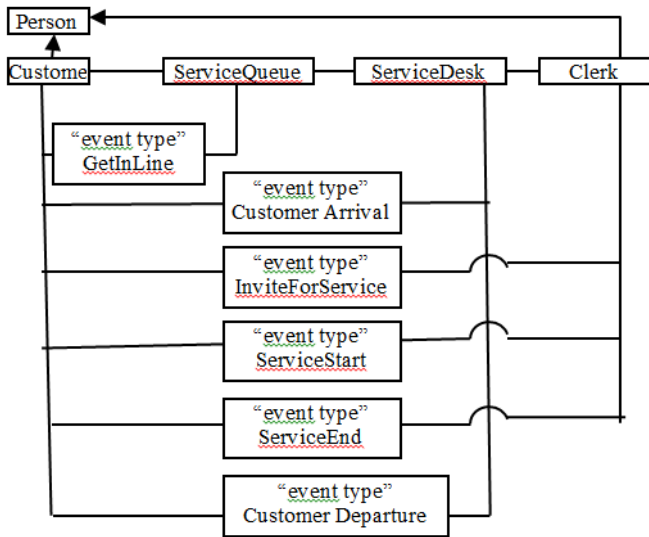 Person
Custome
ServiceQueue
ServiceDesk
Clerk
“event type”
GetInLine
“event type”
Customer Arrival
“event type”
InviteForService
“event type”
ServiceStart
“event type”
ServiceEnd
“event type”
Customer Departure